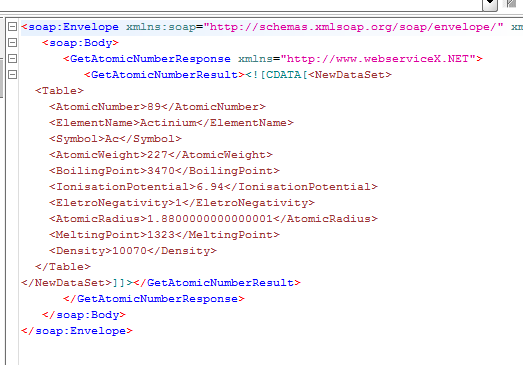 <soap:Envelope xmlns:soap="http://schemas.xmlsoap.org/soap/envelope/"
<soap:Body>
<GetAtomicNumberResponse xmlns="http://www.webserviceX.NET">
<GetAtomicNumberResult><![CDATA[<NewDataSet>
<Table>
<AtomicNumber>89</AtomicNumber>
<ElementName>Actinium</ElementName>
<Symbol>Ac</Symbol>
<AtomicWeight>227</AtomicWeight>
<BoilingPoint>3470</BoilingPoint>
<IonisationPotential>6.94</IonisationPotential>
<EletroNegativity>1</EletroNegativity>
<AtomicRadius>1.8800000000000001</AtomicRadius>
<MeltingPoint>1323</MeltingPoint>
<Density>10070</Density>
</Table>
</NewDataSet>]]></GetAtomicNumberResult>
</GetAtomicNumberResponse>
</soap:Body>
</soap:Envelope>